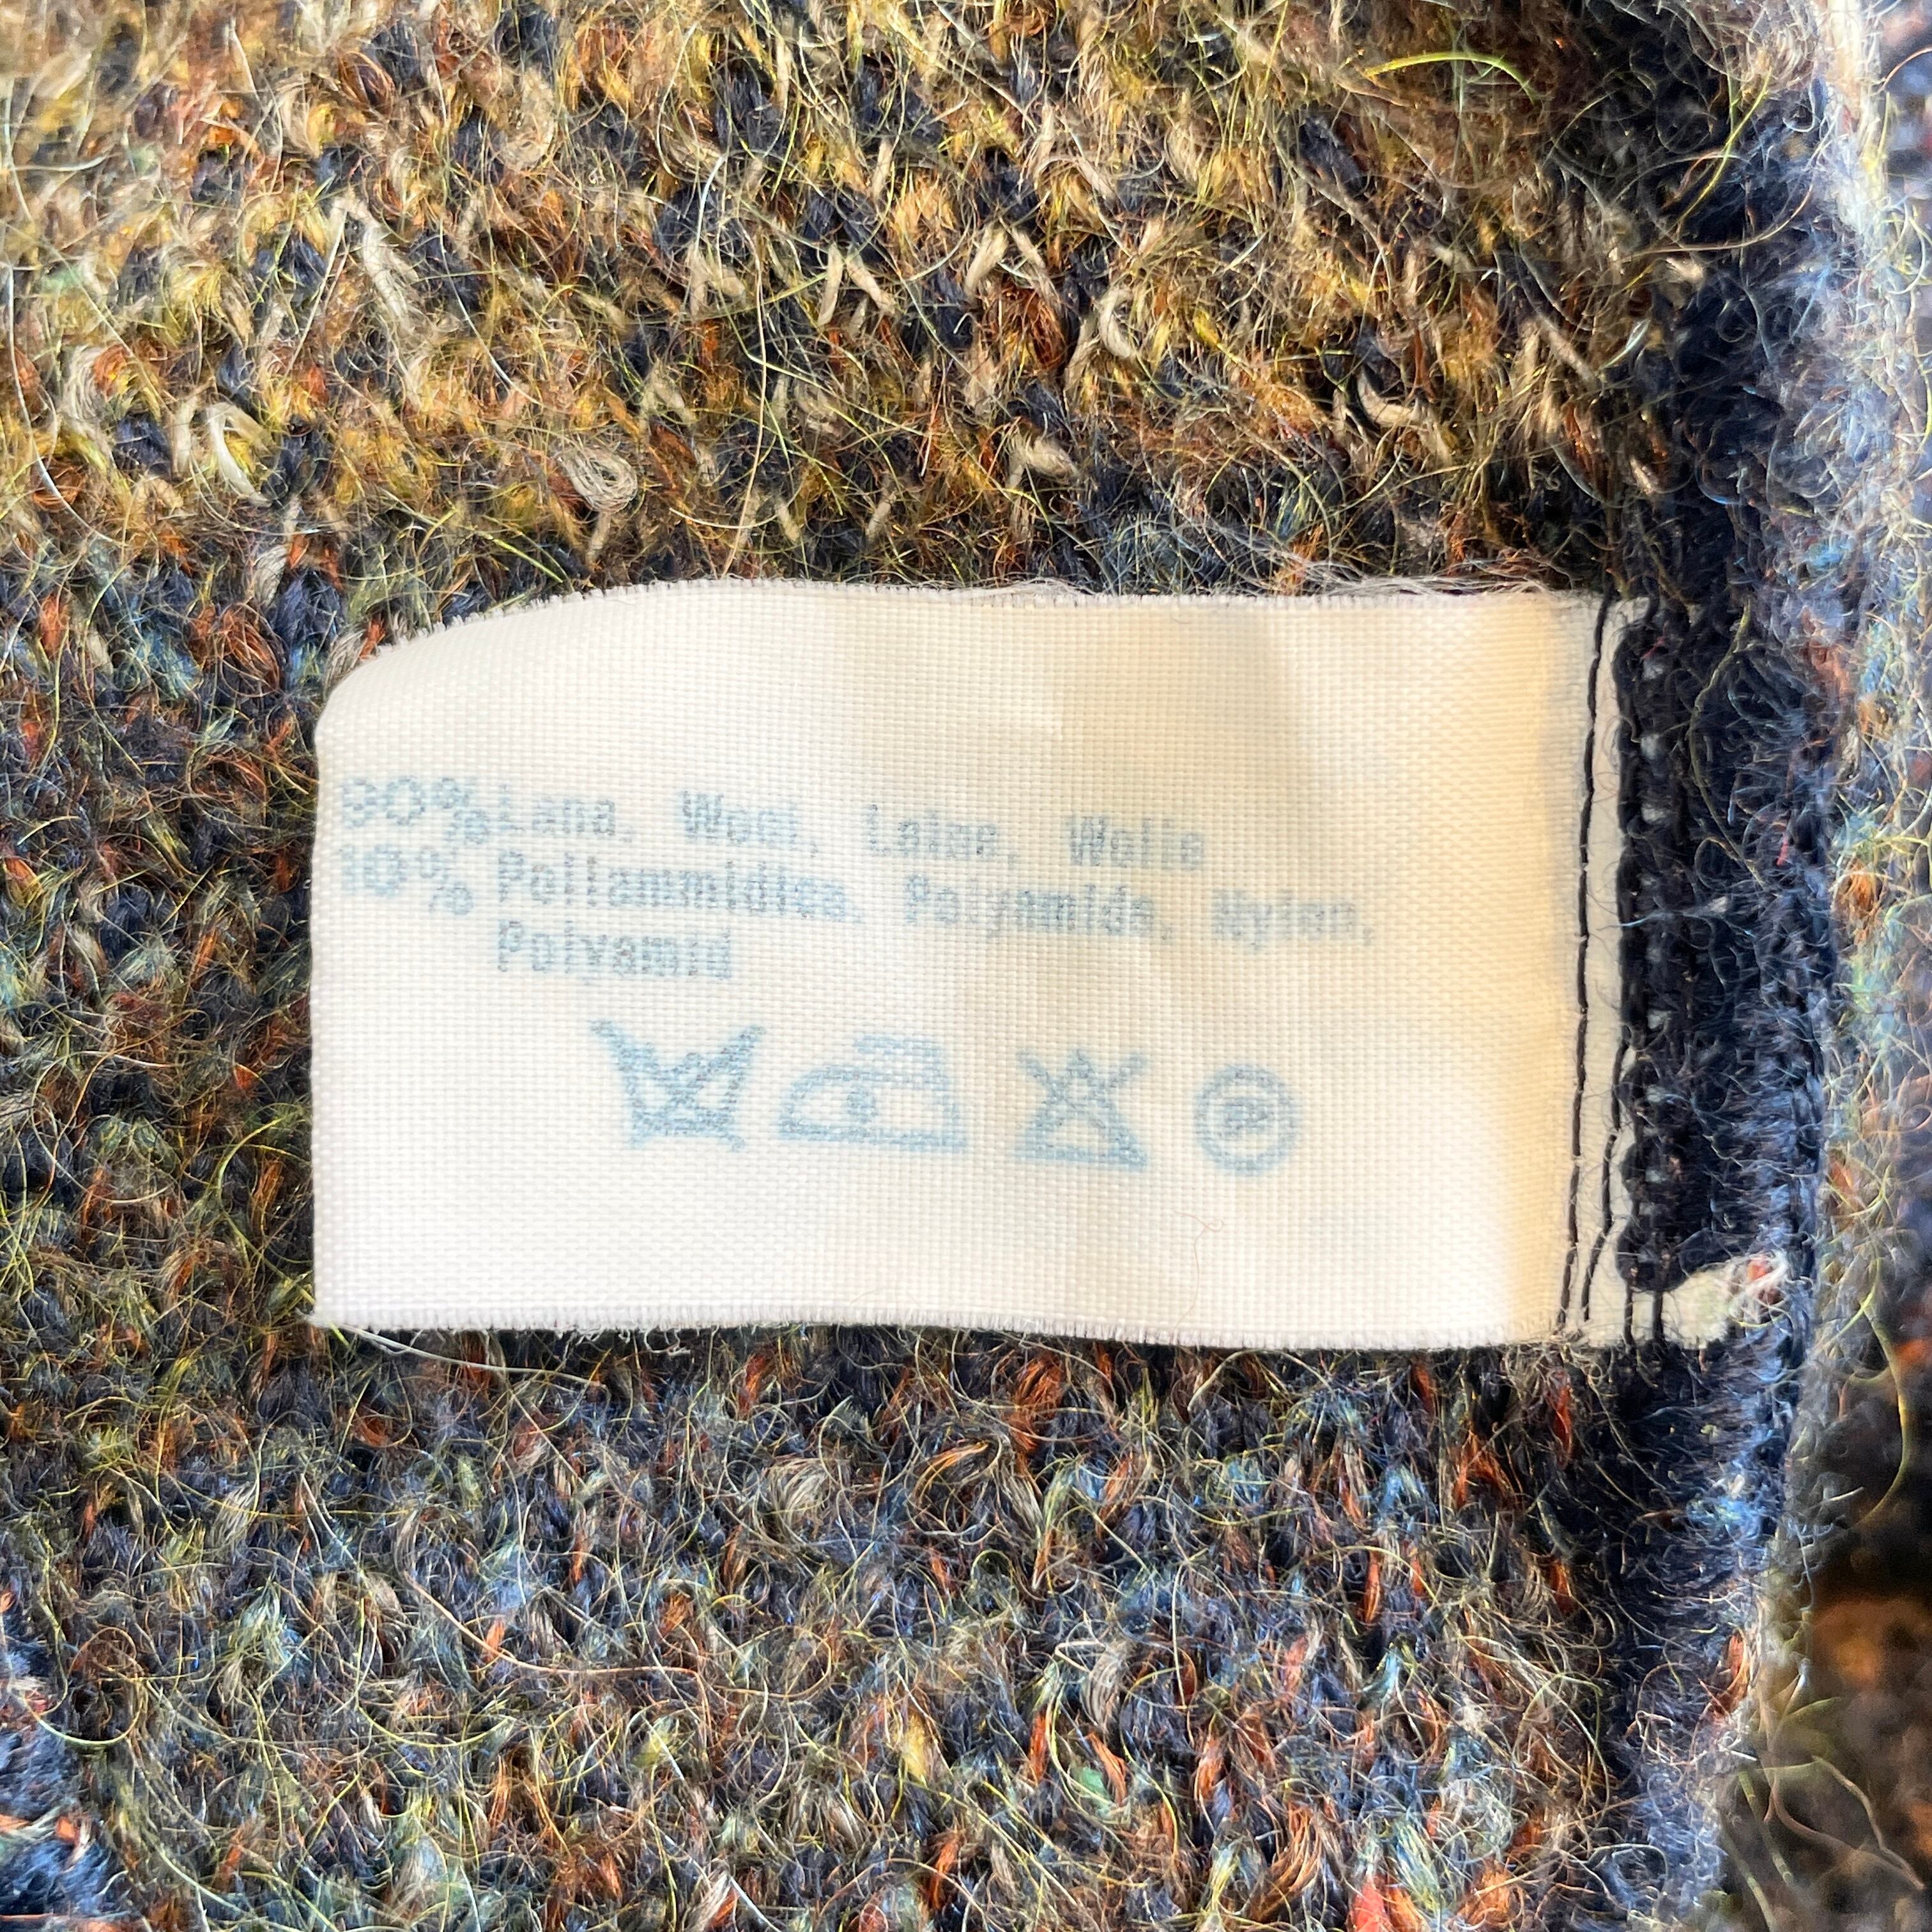 90% Lana, Wool, Laine, Wolle
10% Poliammidica, Polyamide, Nylon,
Polyamid